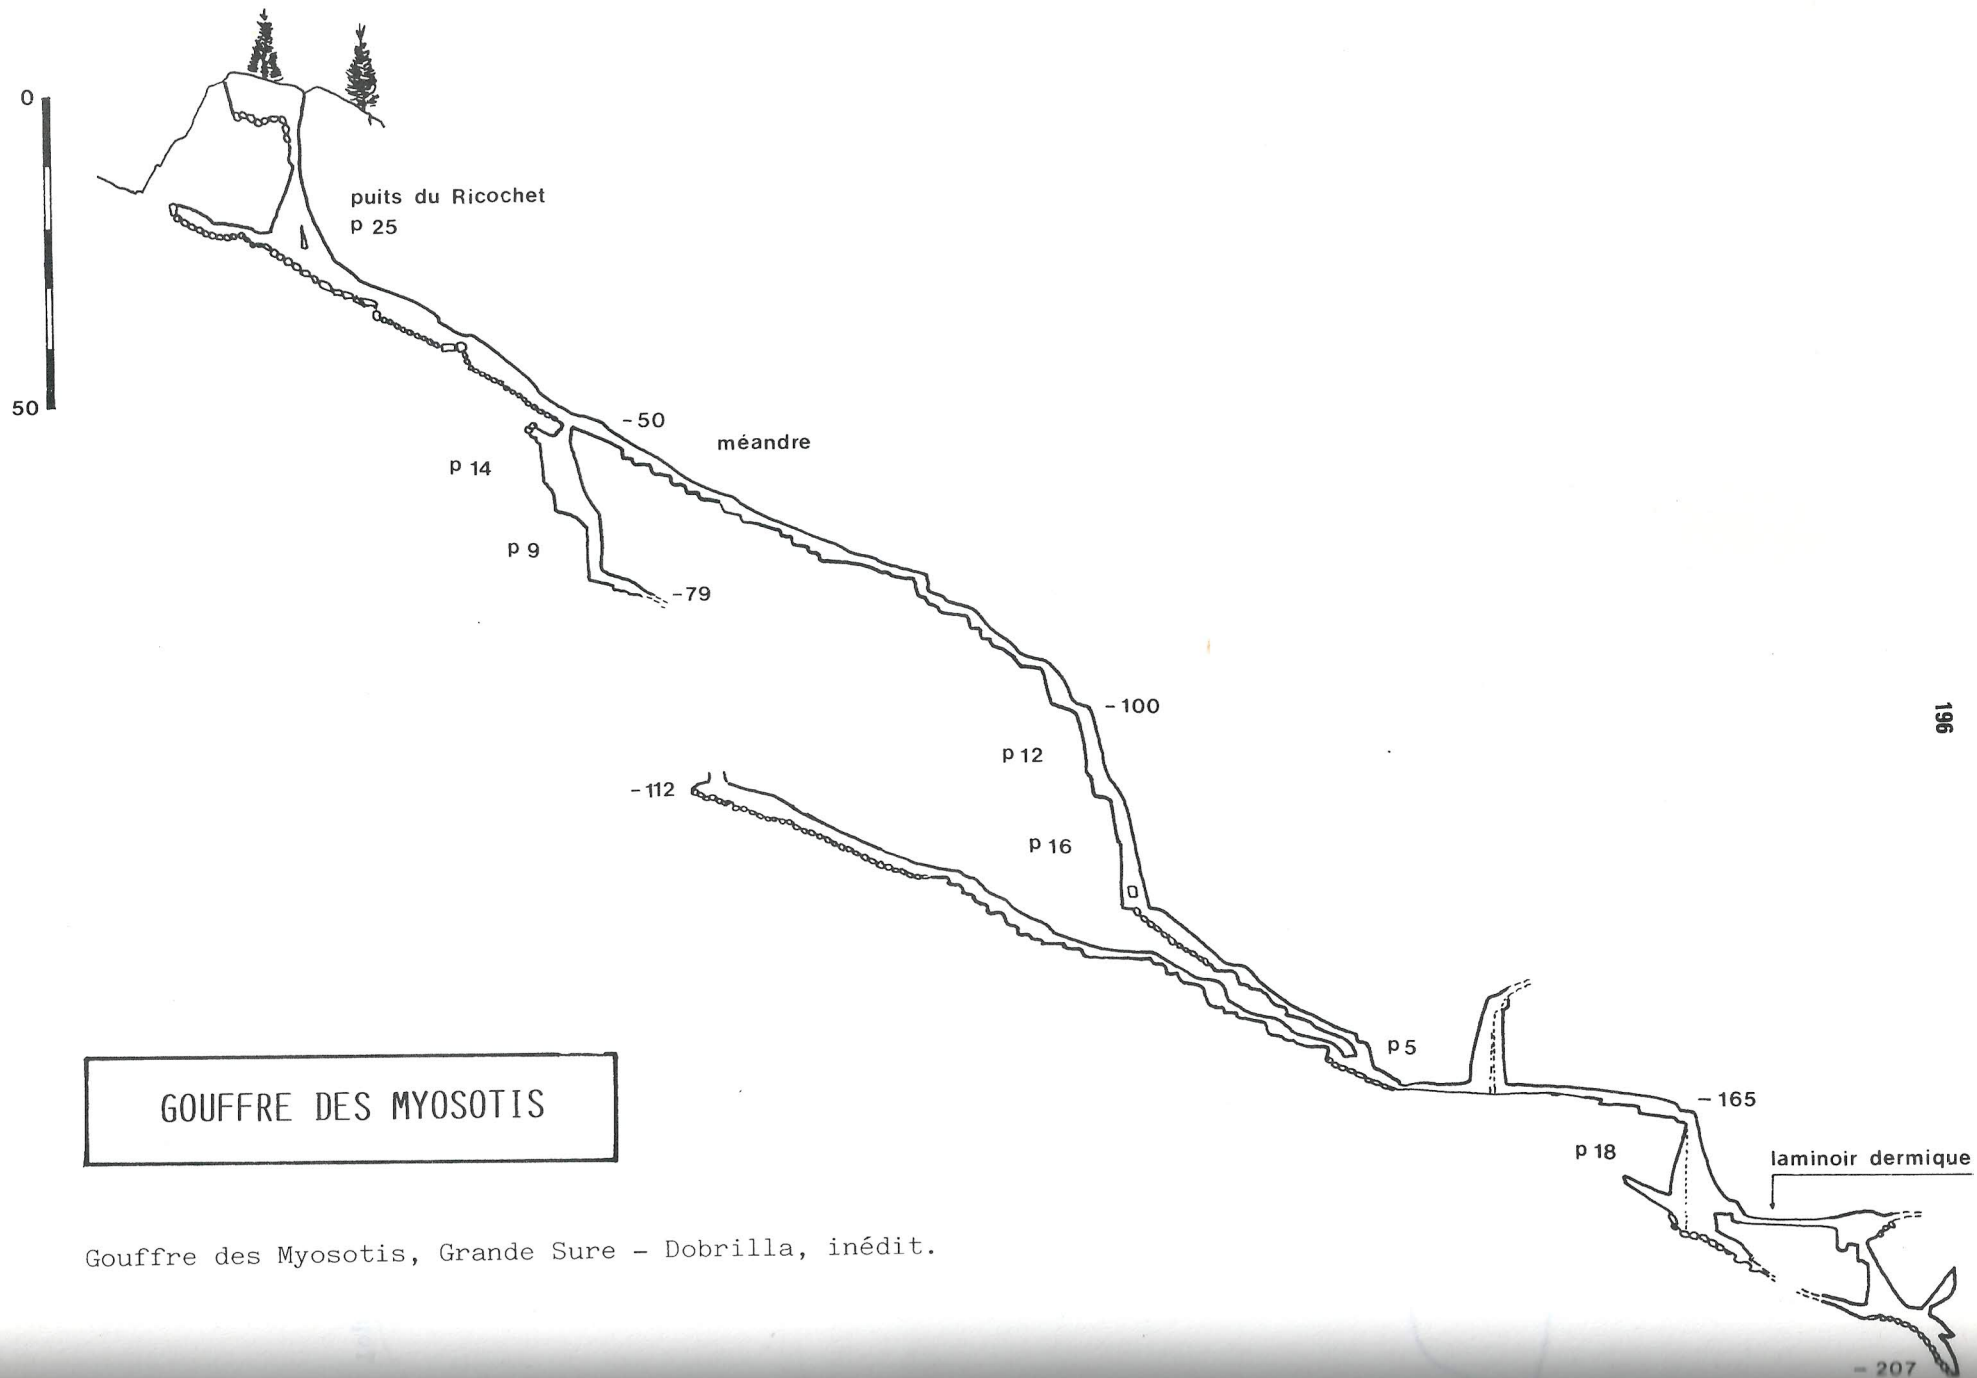 0
puits du Ricochet
p 25
50
-50
méandre
p 14
p 9
-79
-100
196
p 12
-112
p 16
p 5
-165
GOUFFRE DES MYOSOTIS
p 18
laminoir dermique
Gouffre des Myosotis, Grande Sure - Dobrilla, inédit.
- 207